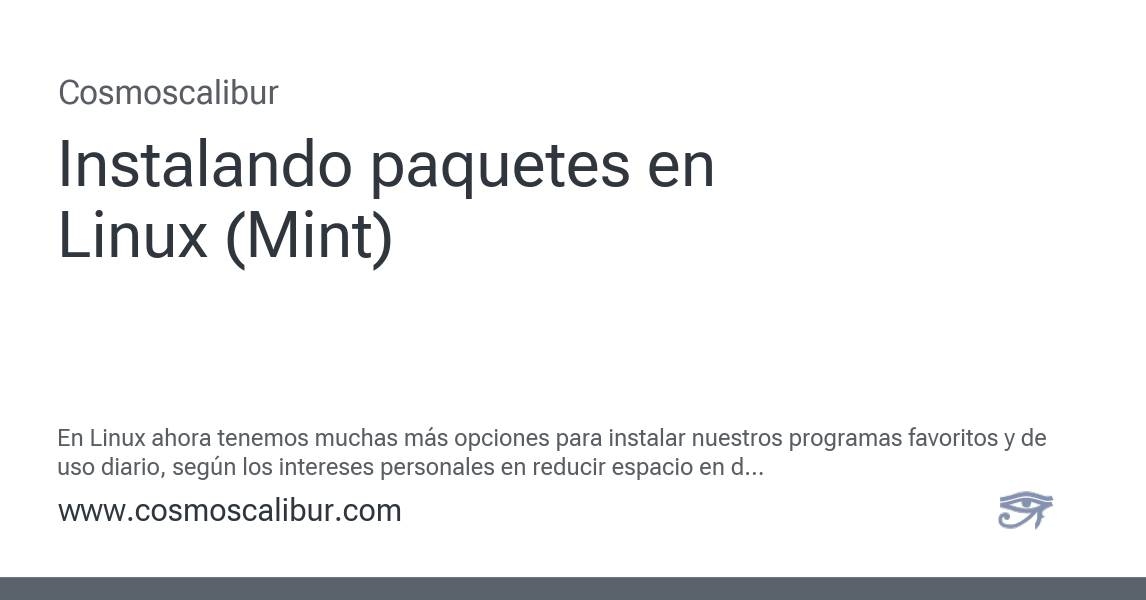 Cosmoscalibur
Instalando paquetes en
Linux (Mint)
En Linux ahora tenemos muchas más opciones para instalar nuestros programas favoritos y de
uso diario, según los intereses personales en reducir espacio en d...
www.cosmoscalibur.com